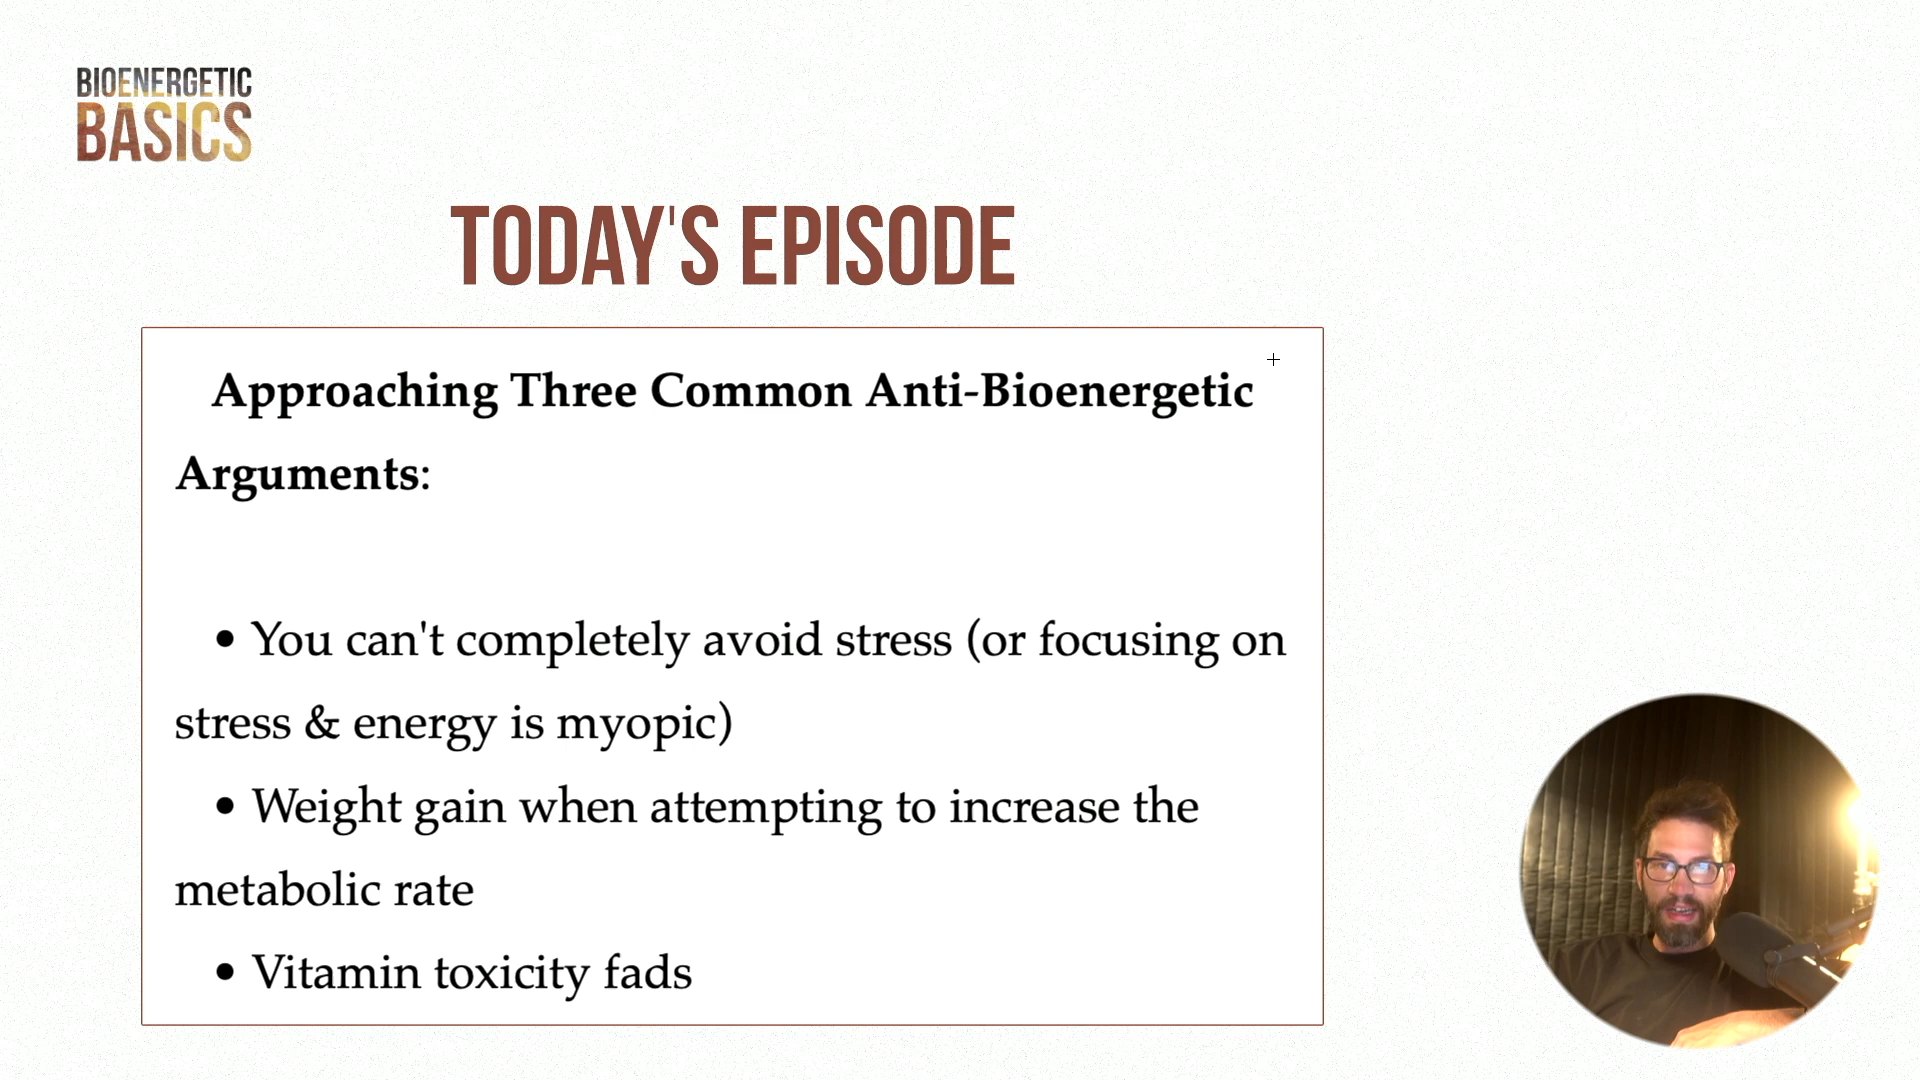 BIOENERGETIC
BASICS
TODAY'S EPISODE
Approaching Three Common Anti-Bioenergetic
Arguments:
• You can't completely avoid stress (or focusing on
stress & energy is myopic)
• Weight gain when attempting to increase the
metabolic rate
• Vitamin toxicity fads